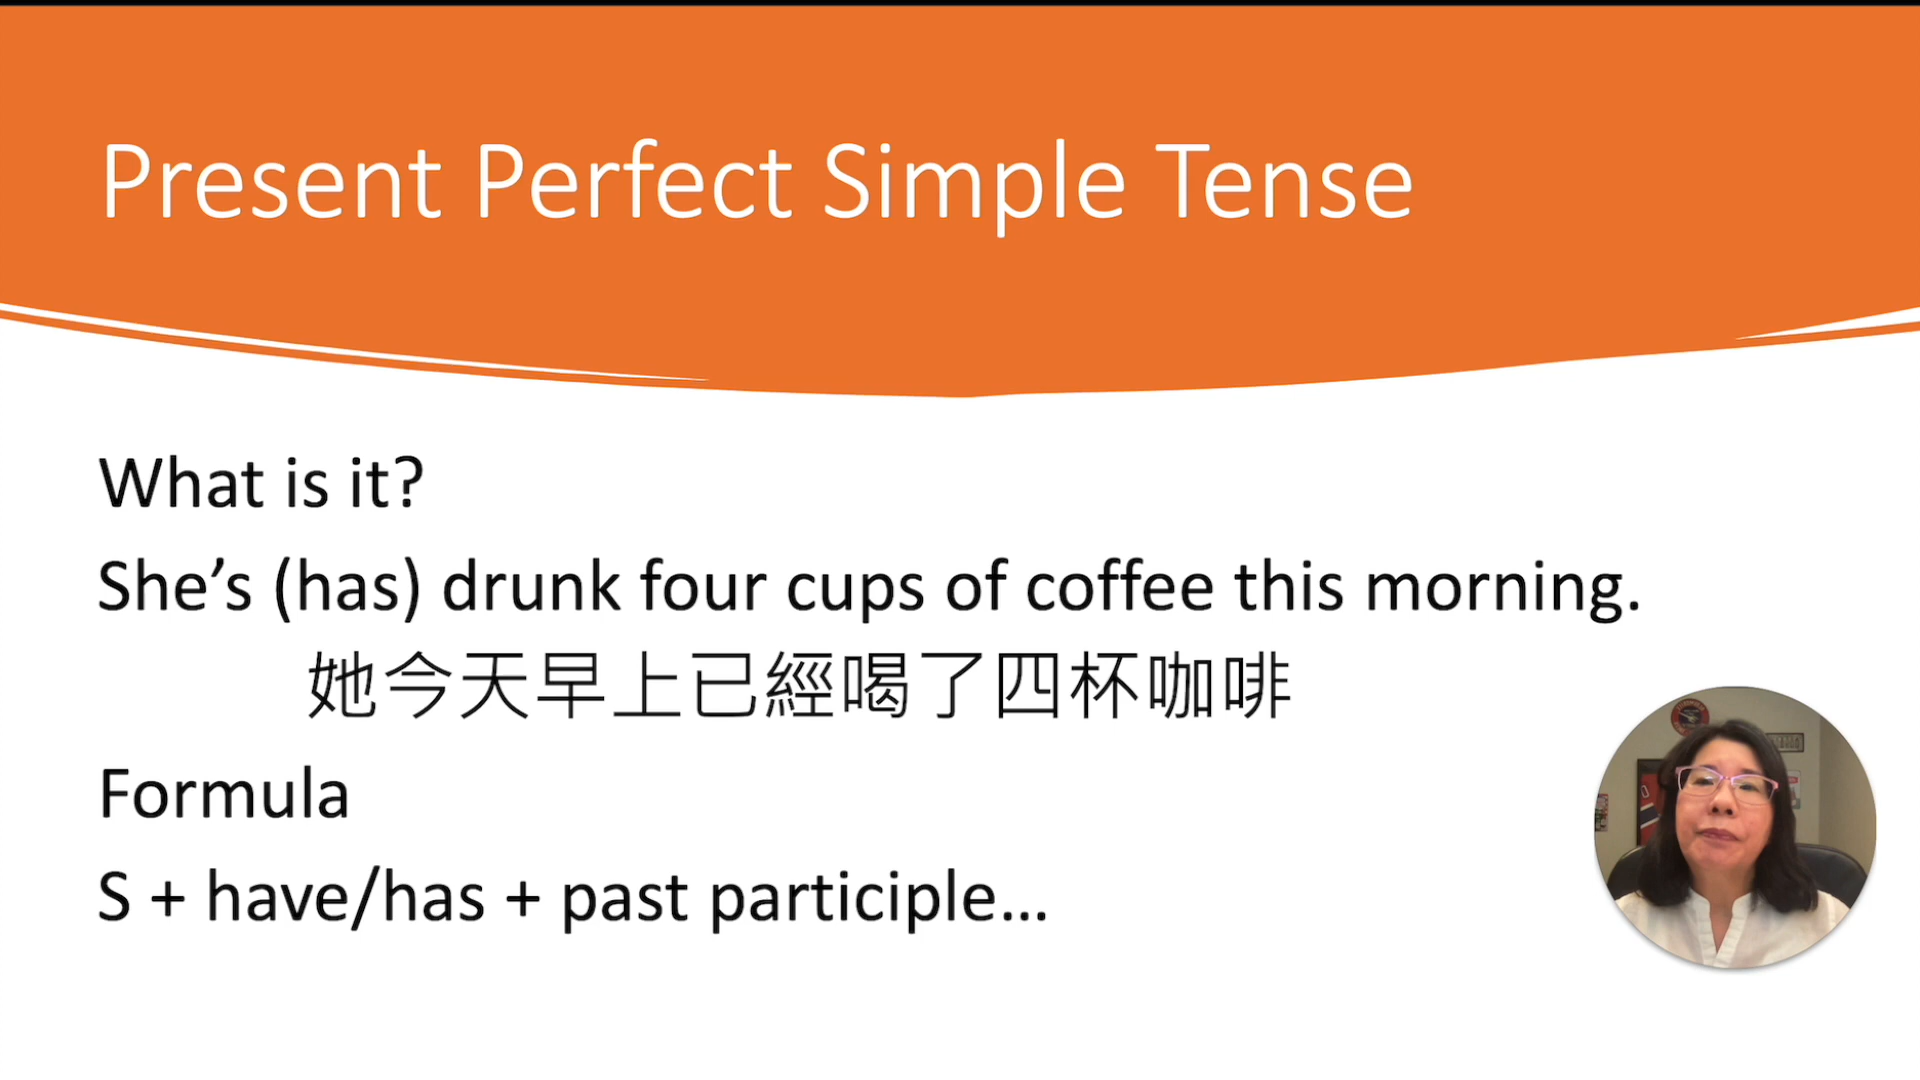 Present Perfect Simple Tense
What is it?
She’s (has) drunk four cups of coffee this morning.
她今天早上已經喝了四杯咖啡
Formula
S + have/has + past participle...